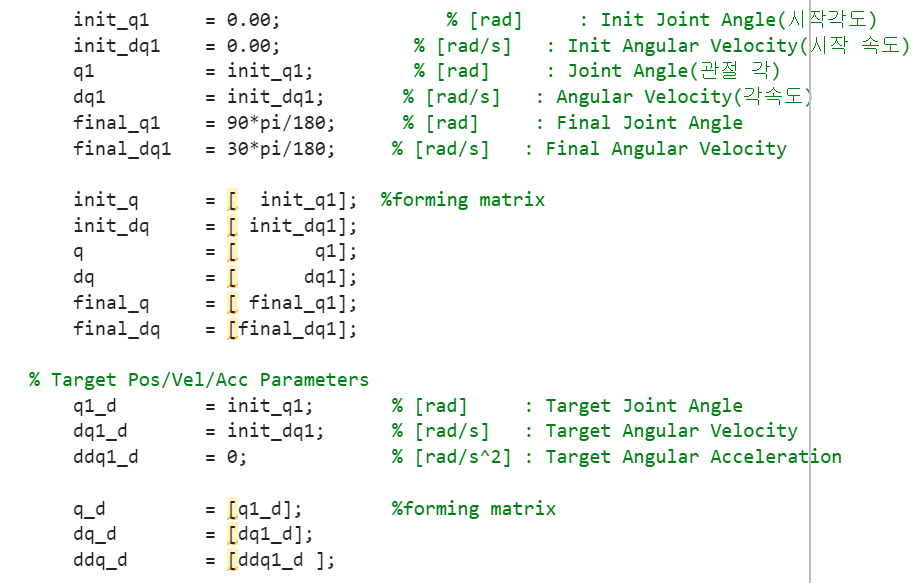 init_q1     = 0.00;               % [rad]     : Init Joint Angle(시작각도)
init_dq1    = 0.00;            % [rad/s]   : Init Angular Velocity(시작 속도)
q1          = init_q1;         % [rad]     : Joint Angle(관절 각)
dq1         = init_dq1;       % [rad/s]   : Angular Velocity(각속도)
final_q1    = 90*pi/180;      % [rad]     : Final Joint Angle
final_dq1   = 30*pi/180;     % [rad/s]   : Final Angular Velocity
init_q      = [  init_q1];  %forming matrix
init_dq     = [ init_dq1];
q           = [       q1];
dq          = [      dq1];
final_q     = [ final_q1];
final_dq    = [final_dq1];
% Target Pos/Vel/Acc Parameters
q1_d        = init_q1;       % [rad]     : Target Joint Angle
dq1_d       = init_dq1;      % [rad/s]   : Target Angular Velocity
ddq1_d      = 0;             % [rad/s^2] : Target Angular Acceleration
q_d         = [q1_d];        %forming matrix
dq_d        = [dq1_d];
ddq_d       = [ddq1_d ];